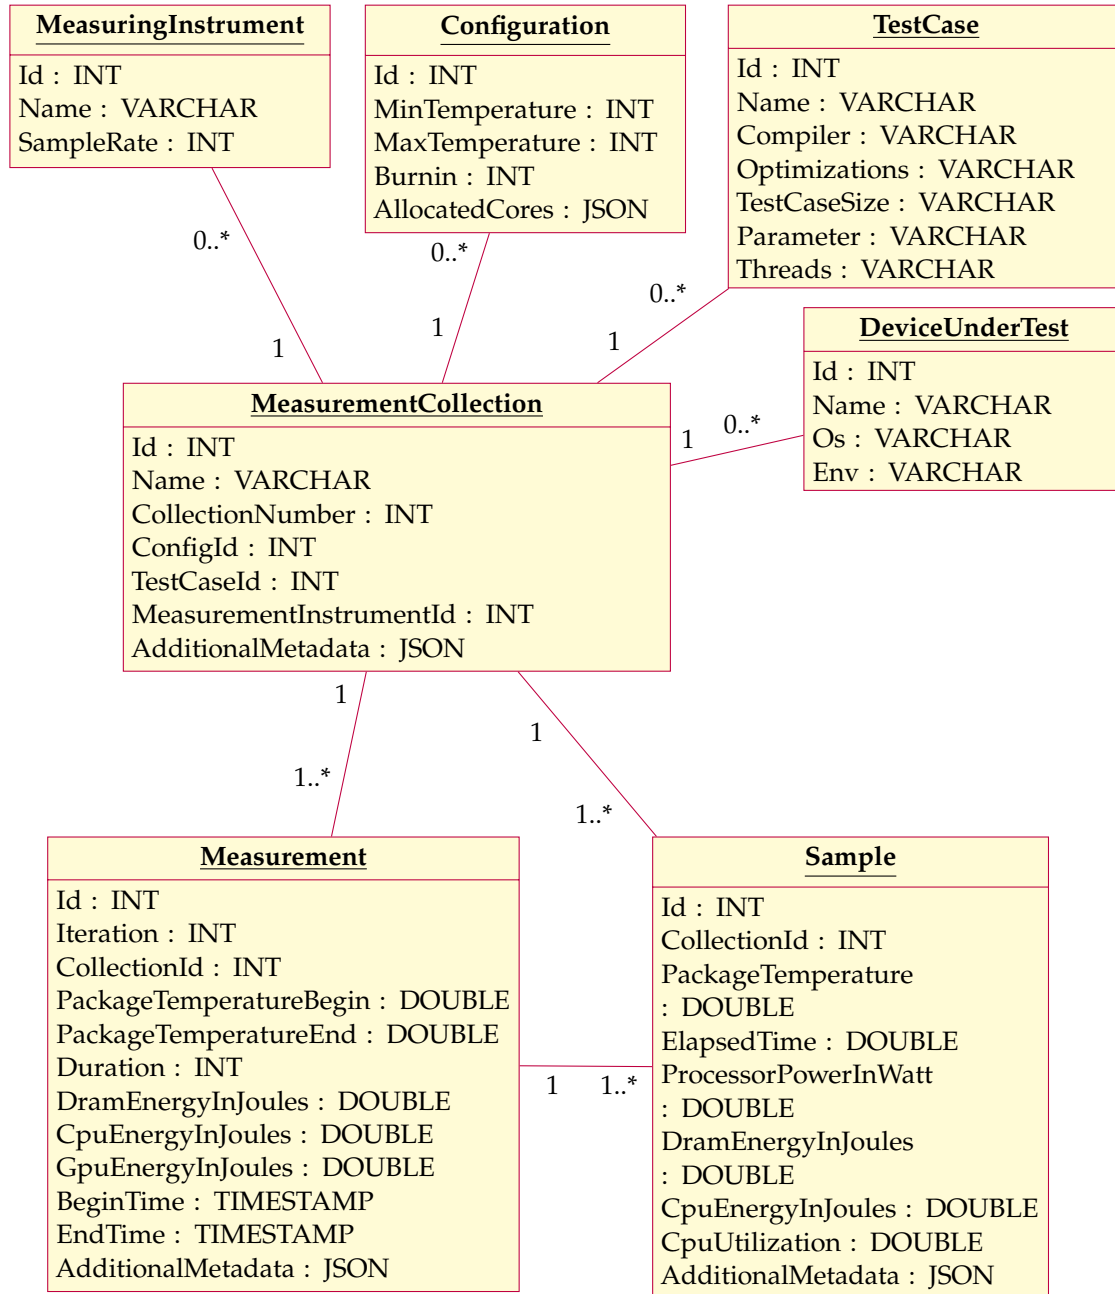 MeasuringInstrument
Id : INT
Name : VARCHAR
SampleRate : INT
Configuration
Id : INT
MinTemperature : INT
MaxTemperature : INT
Burnin : INT
AllocatedCores : JSON
TestCase
Id : INT
Name : VARCHAR
Compiler : VARCHAR
Optimizations : VARCHAR
TestCaseSize : VARCHAR
Parameter : VARCHAR
Threads : VARCHAR
0..*
0..*
0..*
1
1
1
DeviceUnderTest
Id : INT
Name : VARCHAR
Os : VARCHAR
Env : VARCHAR
1
0..*
MeasurementCollection
Id : INT
Name : VARCHAR
CollectionNumber : INT
ConfigId : INT
TestCaseId : INT
MeasurementInstrumentId : INT
AdditionalMetadata : JSON
1
1
1..*
1..*
Measurement
Id : INT
Iteration : INT
CollectionId : INT
PackageTemperatureBegin : DOUBLE
PackageTemperatureEnd : DOUBLE
Duration : INT
DramEnergyInJoules : DOUBLE
CpuEnergyInJoules : DOUBLE
GpuEnergyInJoules : DOUBLE
BeginTime : TIMESTAMP
EndTime : TIMESTAMP
AdditionalMetadata : JSON
1
1..*
Sample
Id : INT
CollectionId : INT
PackageTemperature
: DOUBLE
ElapsedTime : DOUBLE
ProcessorPowerInWatt
: DOUBLE
DramEnergyInJoules
: DOUBLE
CpuEnergyInJoules : DOUBLE
CpuUtilization : DOUBLE
AdditionalMetadata : JSON